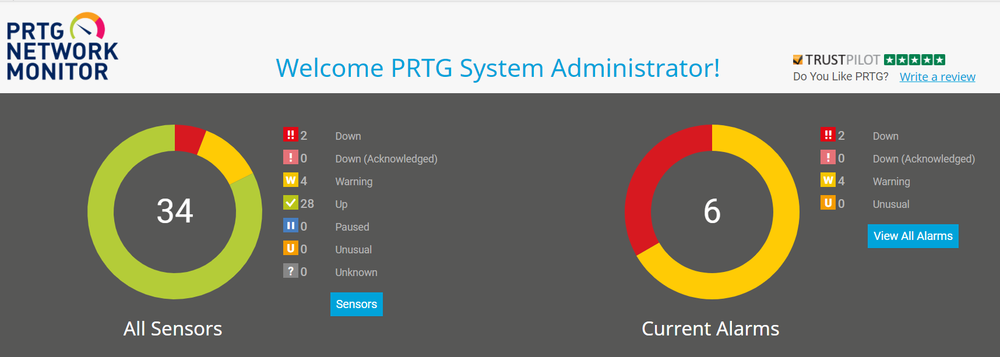 PRTG
NETWORK
MONITOR
Welcome PRTG System Administrator!
TRUSTPILOT
Do You Like PRTG? Write a review
34
All Sensors
!! 2 Down
! 0 Down (Acknowledged)
W 4 Warning
28 Up
0 Paused
U 0 Unusual
? 0 Unknown
Sensors
6
Current Alarms
!! 2 Down
! 0 Down (Acknowledged)
W 4 Warning
U 0 Unusual
View All Alarms